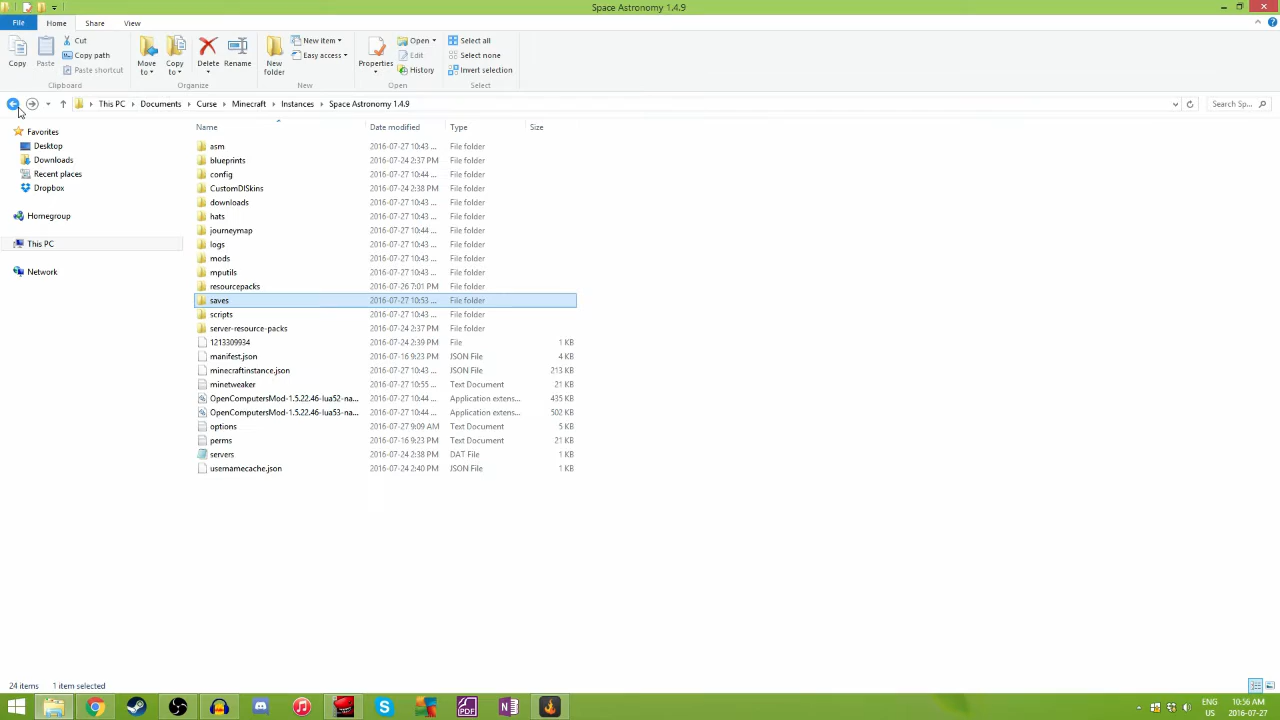 Space Astronomy 1.4.9
File Home Share View
Copy Paste Cut Copy path Paste shortcut Move to Copy to Delete Rename New folder New item Easy access Properties Open Edit History Select all Select none Invert selection
Clipboard Organize New Open Select
This PC Documents Curse Minecraft Instances Space Astronomy 1.4.9 Search Sp...
Favorites
Desktop
Downloads
Recent places
Dropbox
Homegroup
This PC
Network
Name Date modified Type Size
asm 2016-07-27 10:43 ... File folder
blueprints 2016-07-24 2:37 PM File folder
config 2016-07-27 10:44 ... File folder
CustomDISkins 2016-07-24 2:38 PM File folder
downloads 2016-07-27 10:43 ... File folder
hats 2016-07-27 10:43 ... File folder
journeymap 2016-07-27 10:44 ... File folder
logs 2016-07-27 10:43 ... File folder
mods 2016-07-27 10:43 ... File folder
mputils 2016-07-27 10:43 ... File folder
resourcepacks 2016-07-26 7:01 PM File folder
saves 2016-07-27 10:53 ... File folder
scripts 2016-07-27 10:43 ... File folder
server-resource-packs 2016-07-24 2:37 PM File folder
1213309934 2016-07-24 2:39 PM File 1 KB
manifest.json 2016-07-16 9:23 PM JSON File 4 KB
minecraftinstance.json 2016-07-27 10:43 ... JSON File 213 KB
minetweaker 2016-07-27 10:55 ... Text Document 21 KB
OpenComputersMod-1.5.22.46-lua52-na... 2016-07-27 10:44 ... Application extens... 435 KB
OpenComputersMod-1.5.22.46-lua53-na... 2016-07-27 10:44 ... Application extens... 502 KB
options 2016-07-27 9:09 AM Text Document 5 KB
perms 2016-07-16 9:23 PM Text Document 21 KB
servers 2016-07-24 2:38 PM DAT File 1 KB
usernamecache.json 2016-07-24 2:40 PM JSON File 1 KB
24 items 1 item selected
PDF
ENG 10:56 AM
US 2016-07-27